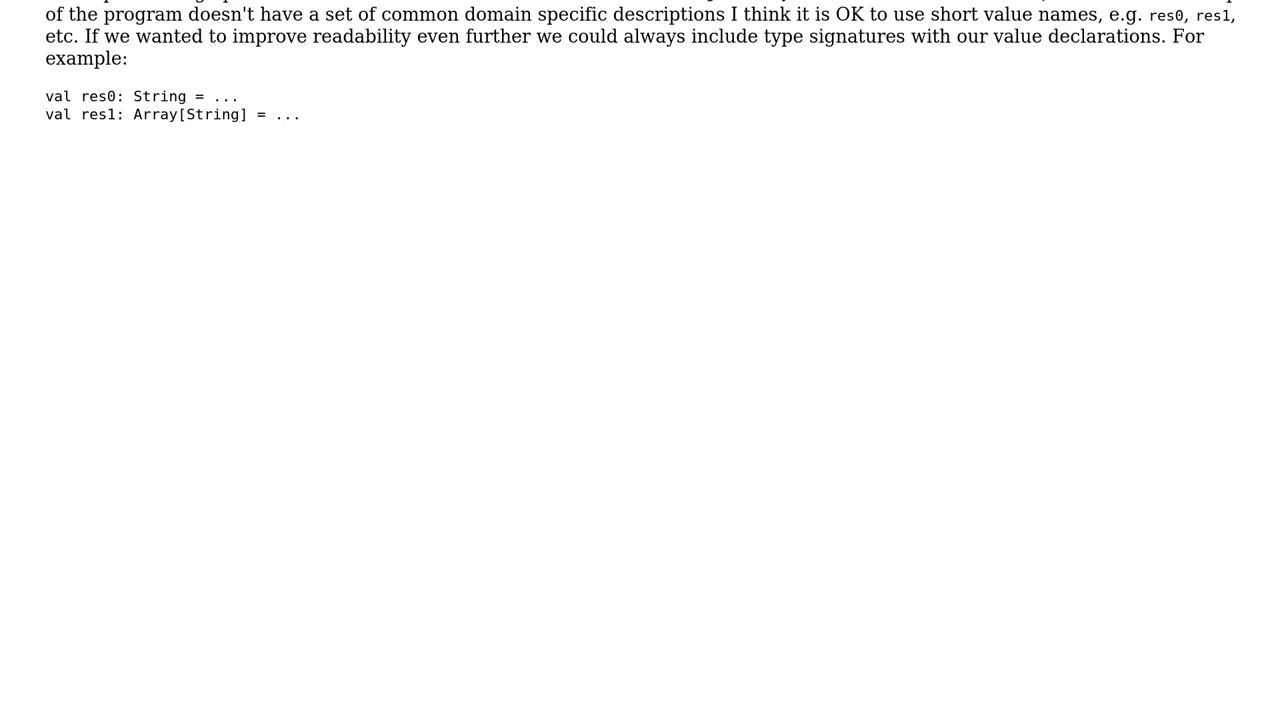 of the program doesn't have a set of common domain specific descriptions I think it is OK to use short value names, e.g. res0, res1,
etc. If we wanted to improve readability even further we could always include type signatures with our value declarations. For
example:
val res0: String = ...
val res1: Array[String] = ...